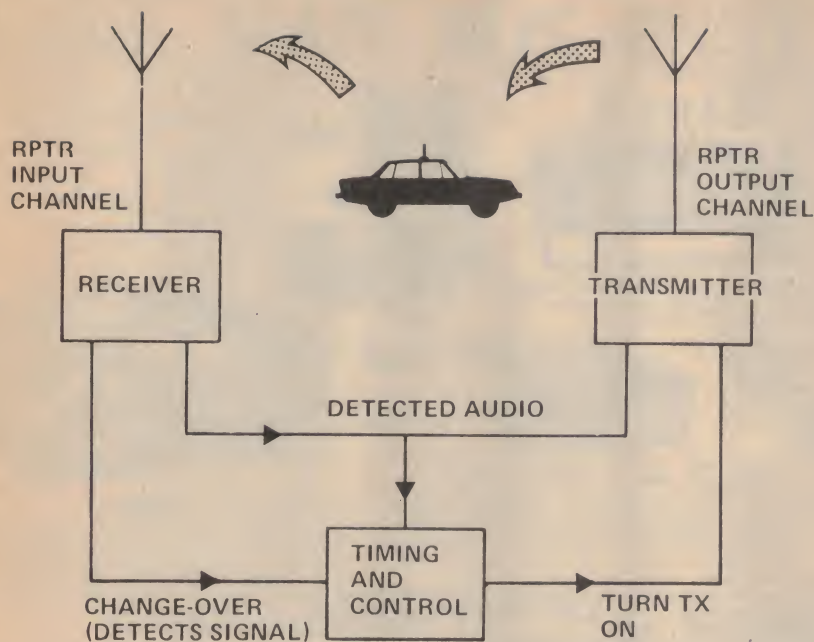 RPTR
INPUT
CHANNEL
RPTR
OUTPUT
CHANNEL
RECEIVER
TRANSMITTER
DETECTED AUDIO
TIMING
AND
CONTROL
CHANGE-OVER
(DETECTS SIGNAL)
TURN TX
ON